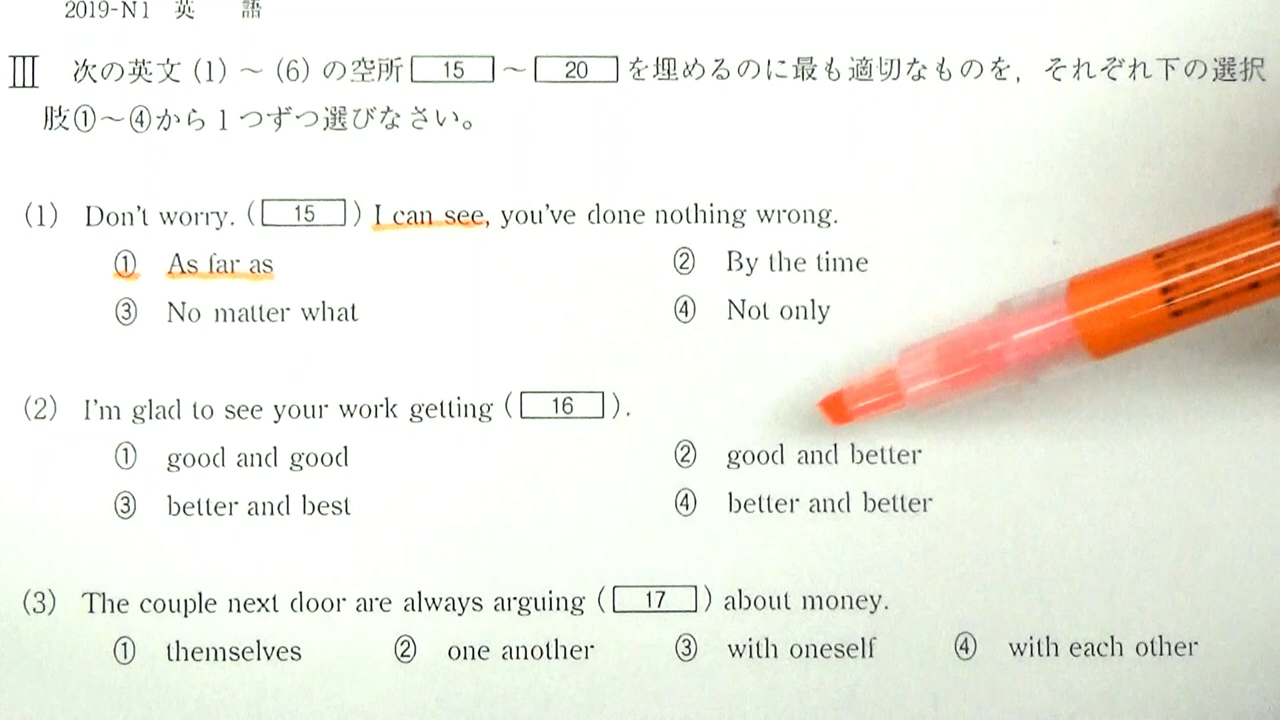 2019-N1 英 語
Ⅲ 次の英文 (1) ～ (6) の空所 15 ～ 20 を埋めるのに最も適切なものを，それぞれ下の選択
肢①～④から1つずつ選びなさい。
(1) Don't worry. ( 15 ) I can see, you've done nothing wrong.
① As far as ② By the time
③ No matter what ④ Not only
(2) I'm glad to see your work getting ( 16 ).
① good and good ② good and better
③ better and best ④ better and better
(3) The couple next door are always arguing ( 17 ) about money.
① themselves ② one another ③ with oneself ④ with each other